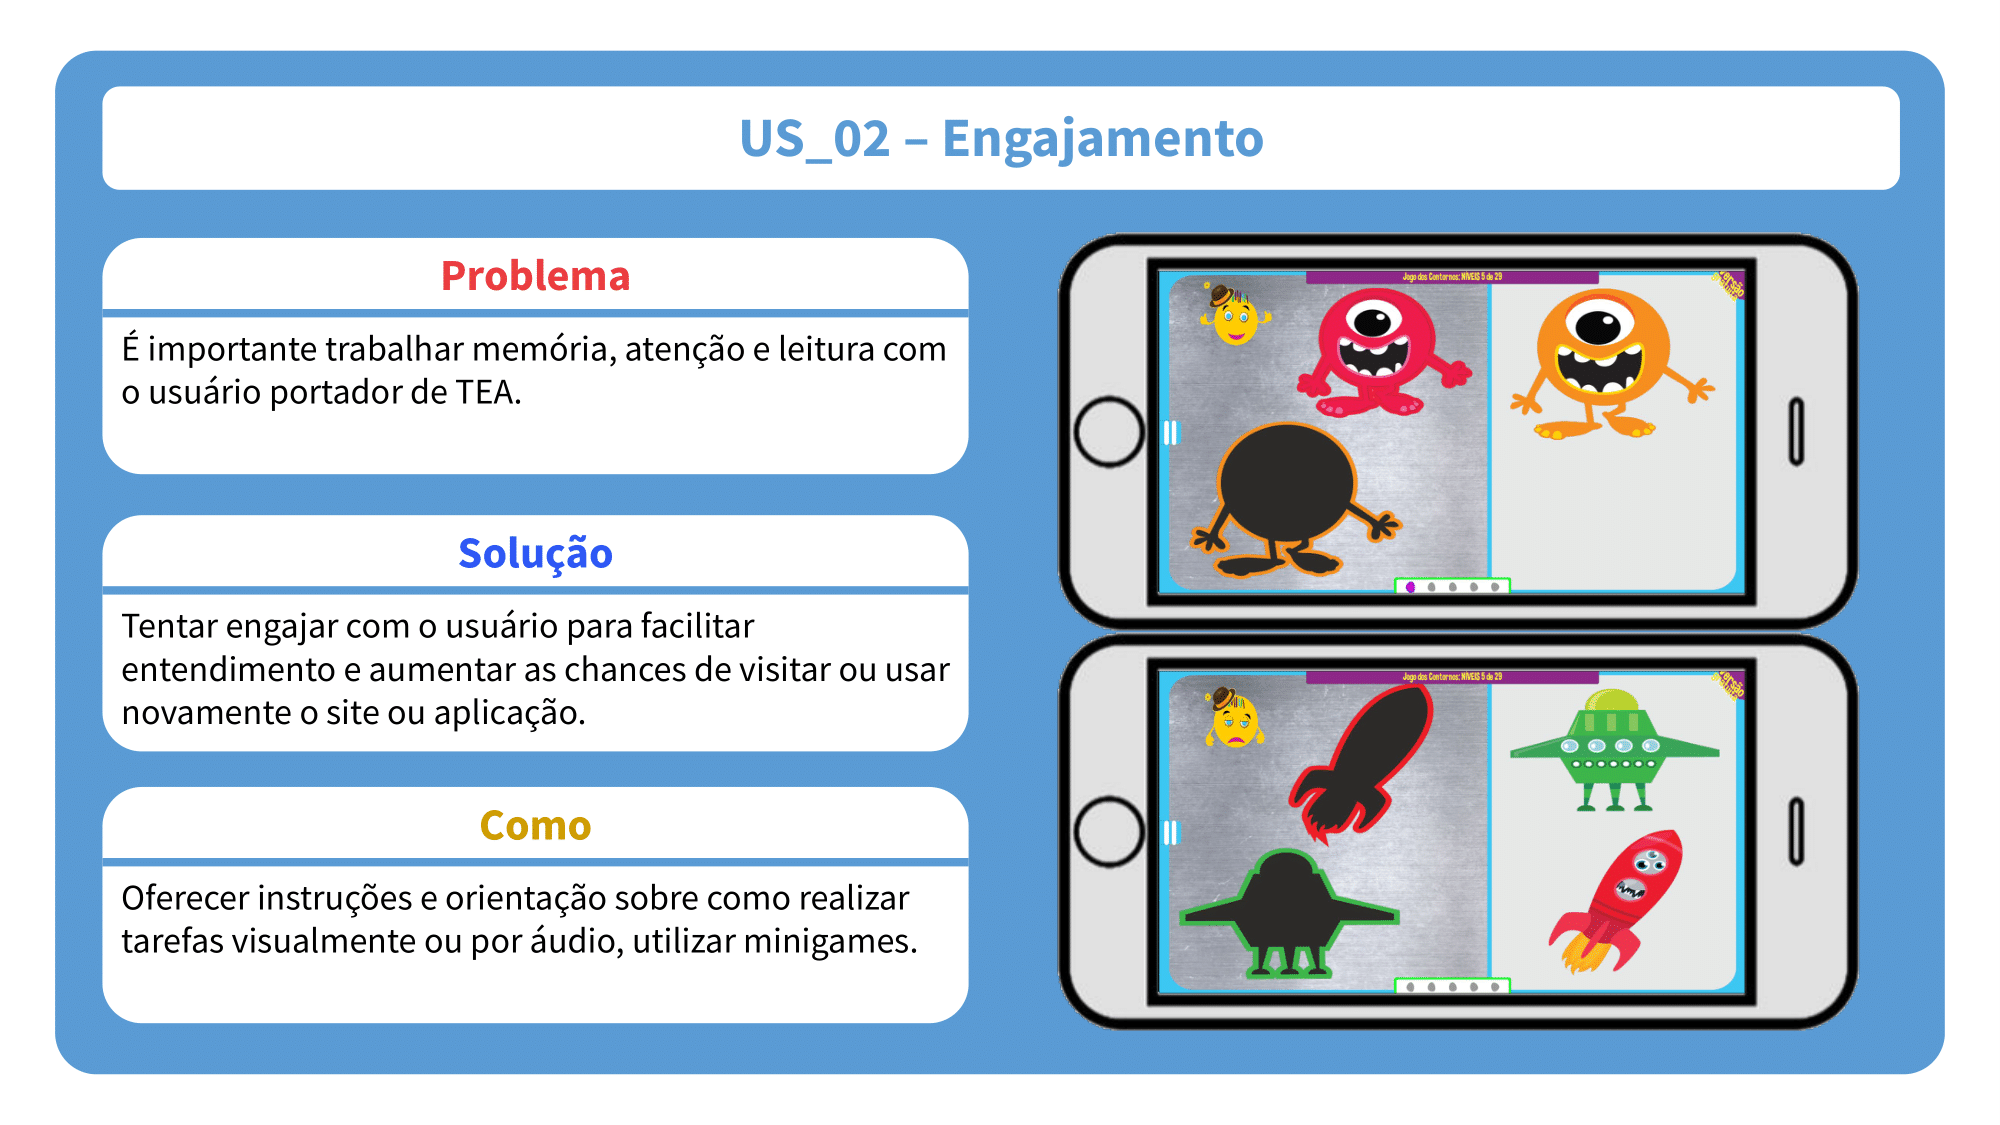 US_02 – Engajamento
Problema
É importante trabalhar memória, atenção e leitura com
o usuário portador de TEA.
Solução
Tentar engajar com o usuário para facilitar
entendimento e aumentar as chances de visitar ou usar
novamente o site ou aplicação.
Como
Oferecer instruções e orientação sobre como realizar
tarefas visualmente ou por áudio, utilizar minigames.
Jogo dos Contornos: NÍVEIS 5 de 29
Jogo dos Contornos: NÍVEIS 5 de 29